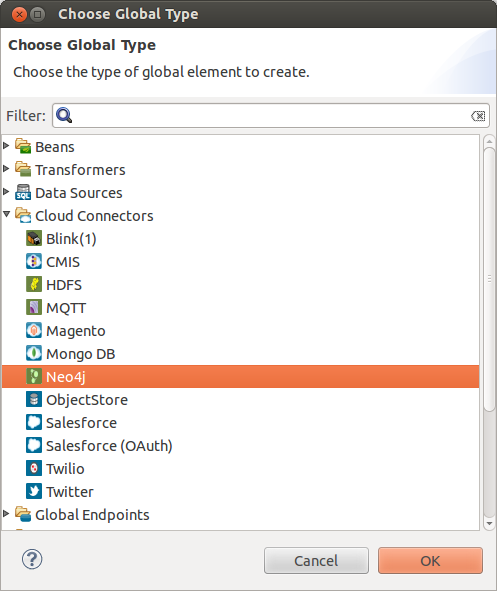 Choose Global Type
Choose Global Type
Choose the type of global element to create.
Filter:
Beans
Transformers
SQL Data Sources
Cloud Connectors
Blink(1)
CMIS
HDFS
MQTT
Magento
Mongo DB
Neo4j
ObjectStore
Salesforce
Salesforce (OAuth)
Twilio
Twitter
Global Endpoints
? Cancel OK